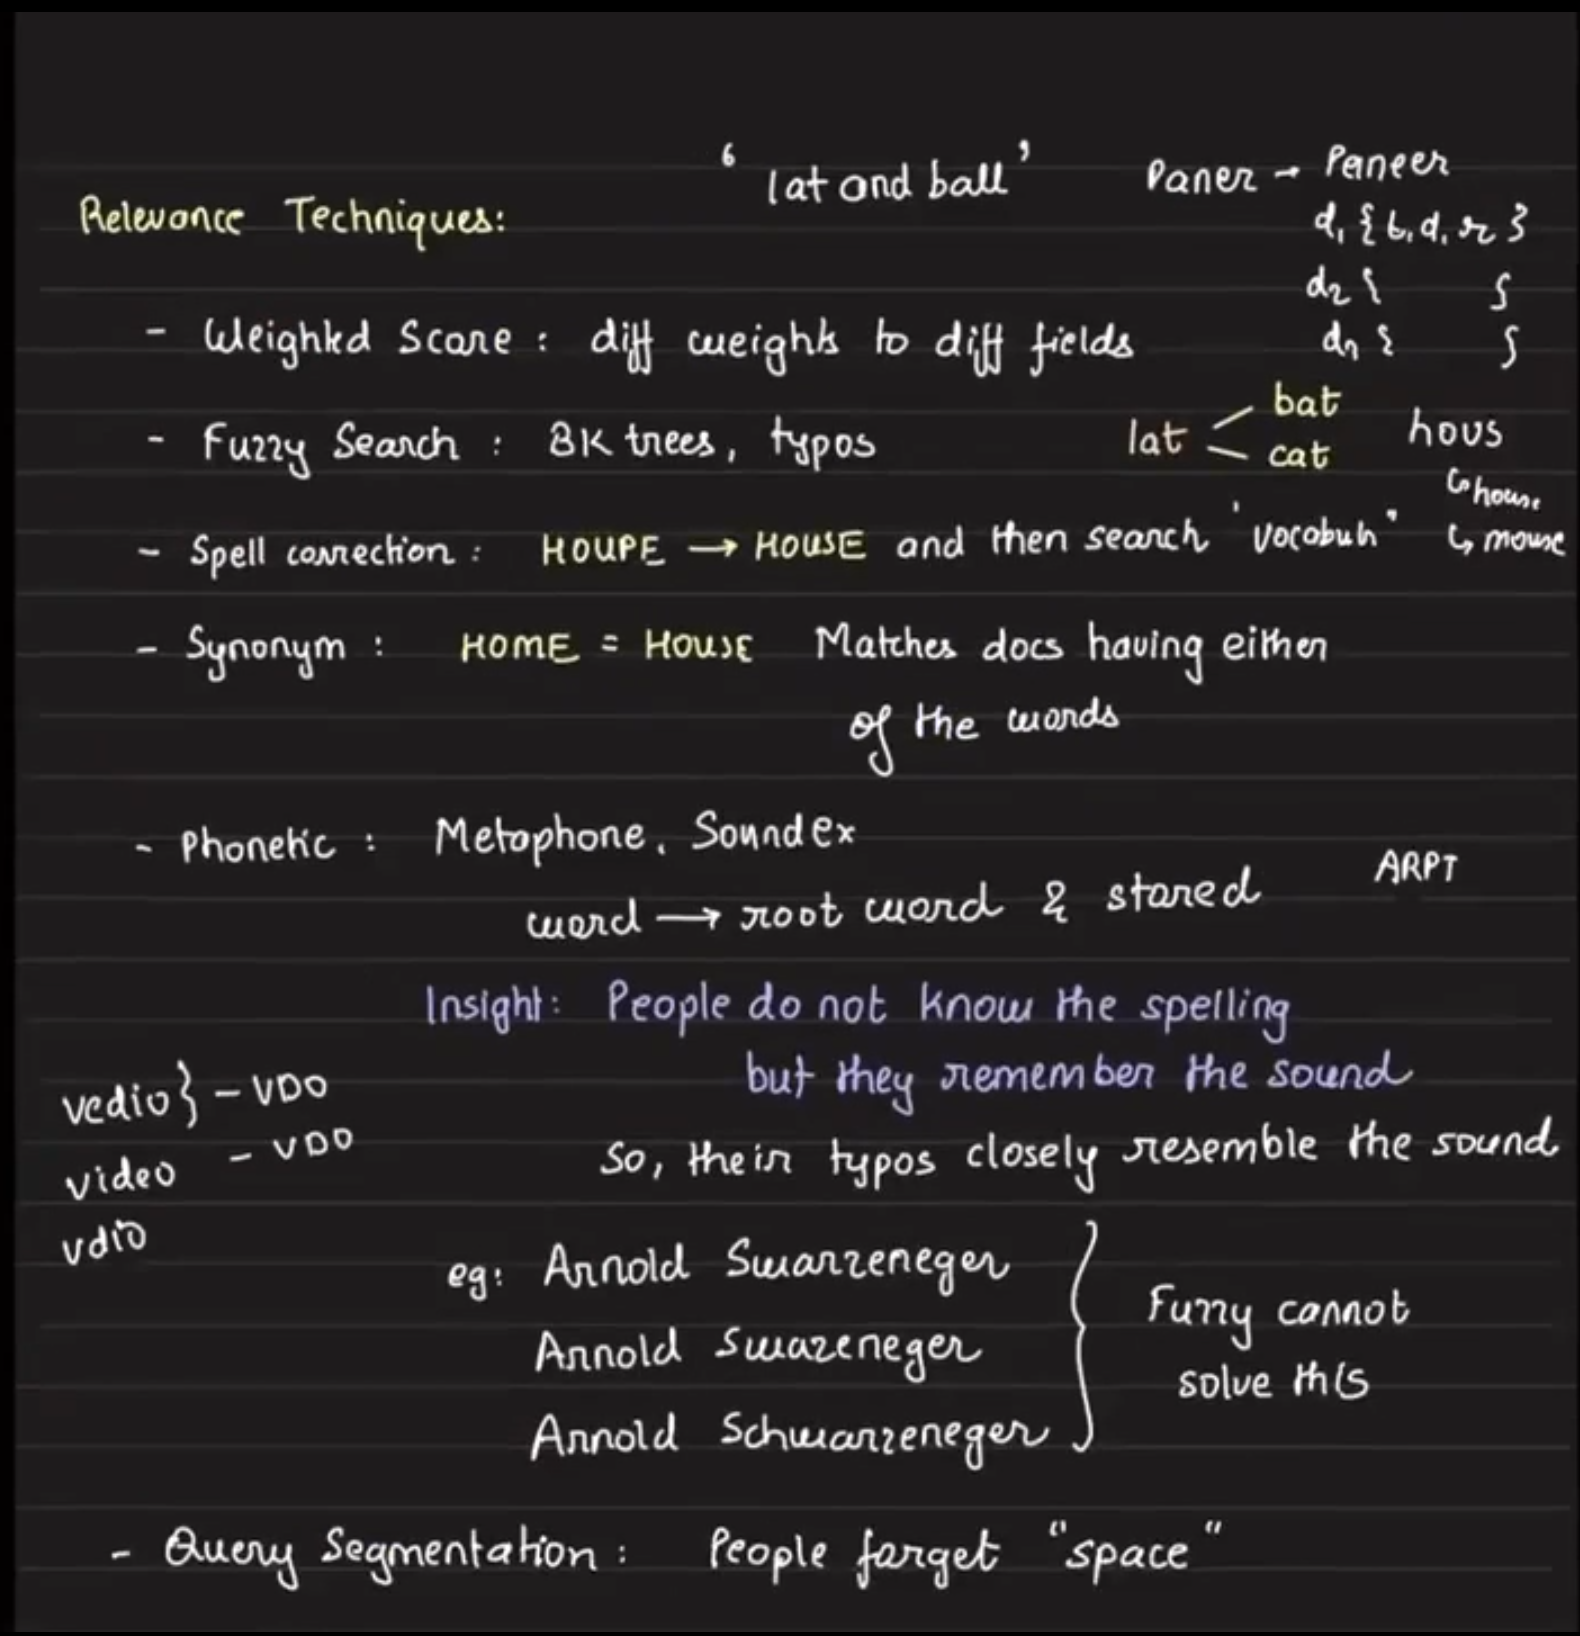 ' lat and ball '
Paner - Paneer
Relevance Techniques:
d1 { t, d, r }
d2 { }
- Weighted Score : diff weights to diff fields
dn { }
- Fuzzy Search : BK trees, typos
lat
bat
cat
hous
↳ house
↳ mouse
- Spell correction : HOUPE → HOUSE and then search 'vocabulary'
- Synonym : HOME = HOUSE Matches docs having either
of the words
- Phonetic : Metaphone, Soundex
word → root word & stored
ARPT
Insight: People do not know the spelling
but they remember the sound
So, their typos closely resemble the sound
vedio } - VDO
video - VDO
vdio
eg: Arnold Swarzeneger
Arnold Swazeneger
Arnold Schwarzeneger
Fuzzy cannot
solve this
- Query Segmentation : People forget "space"